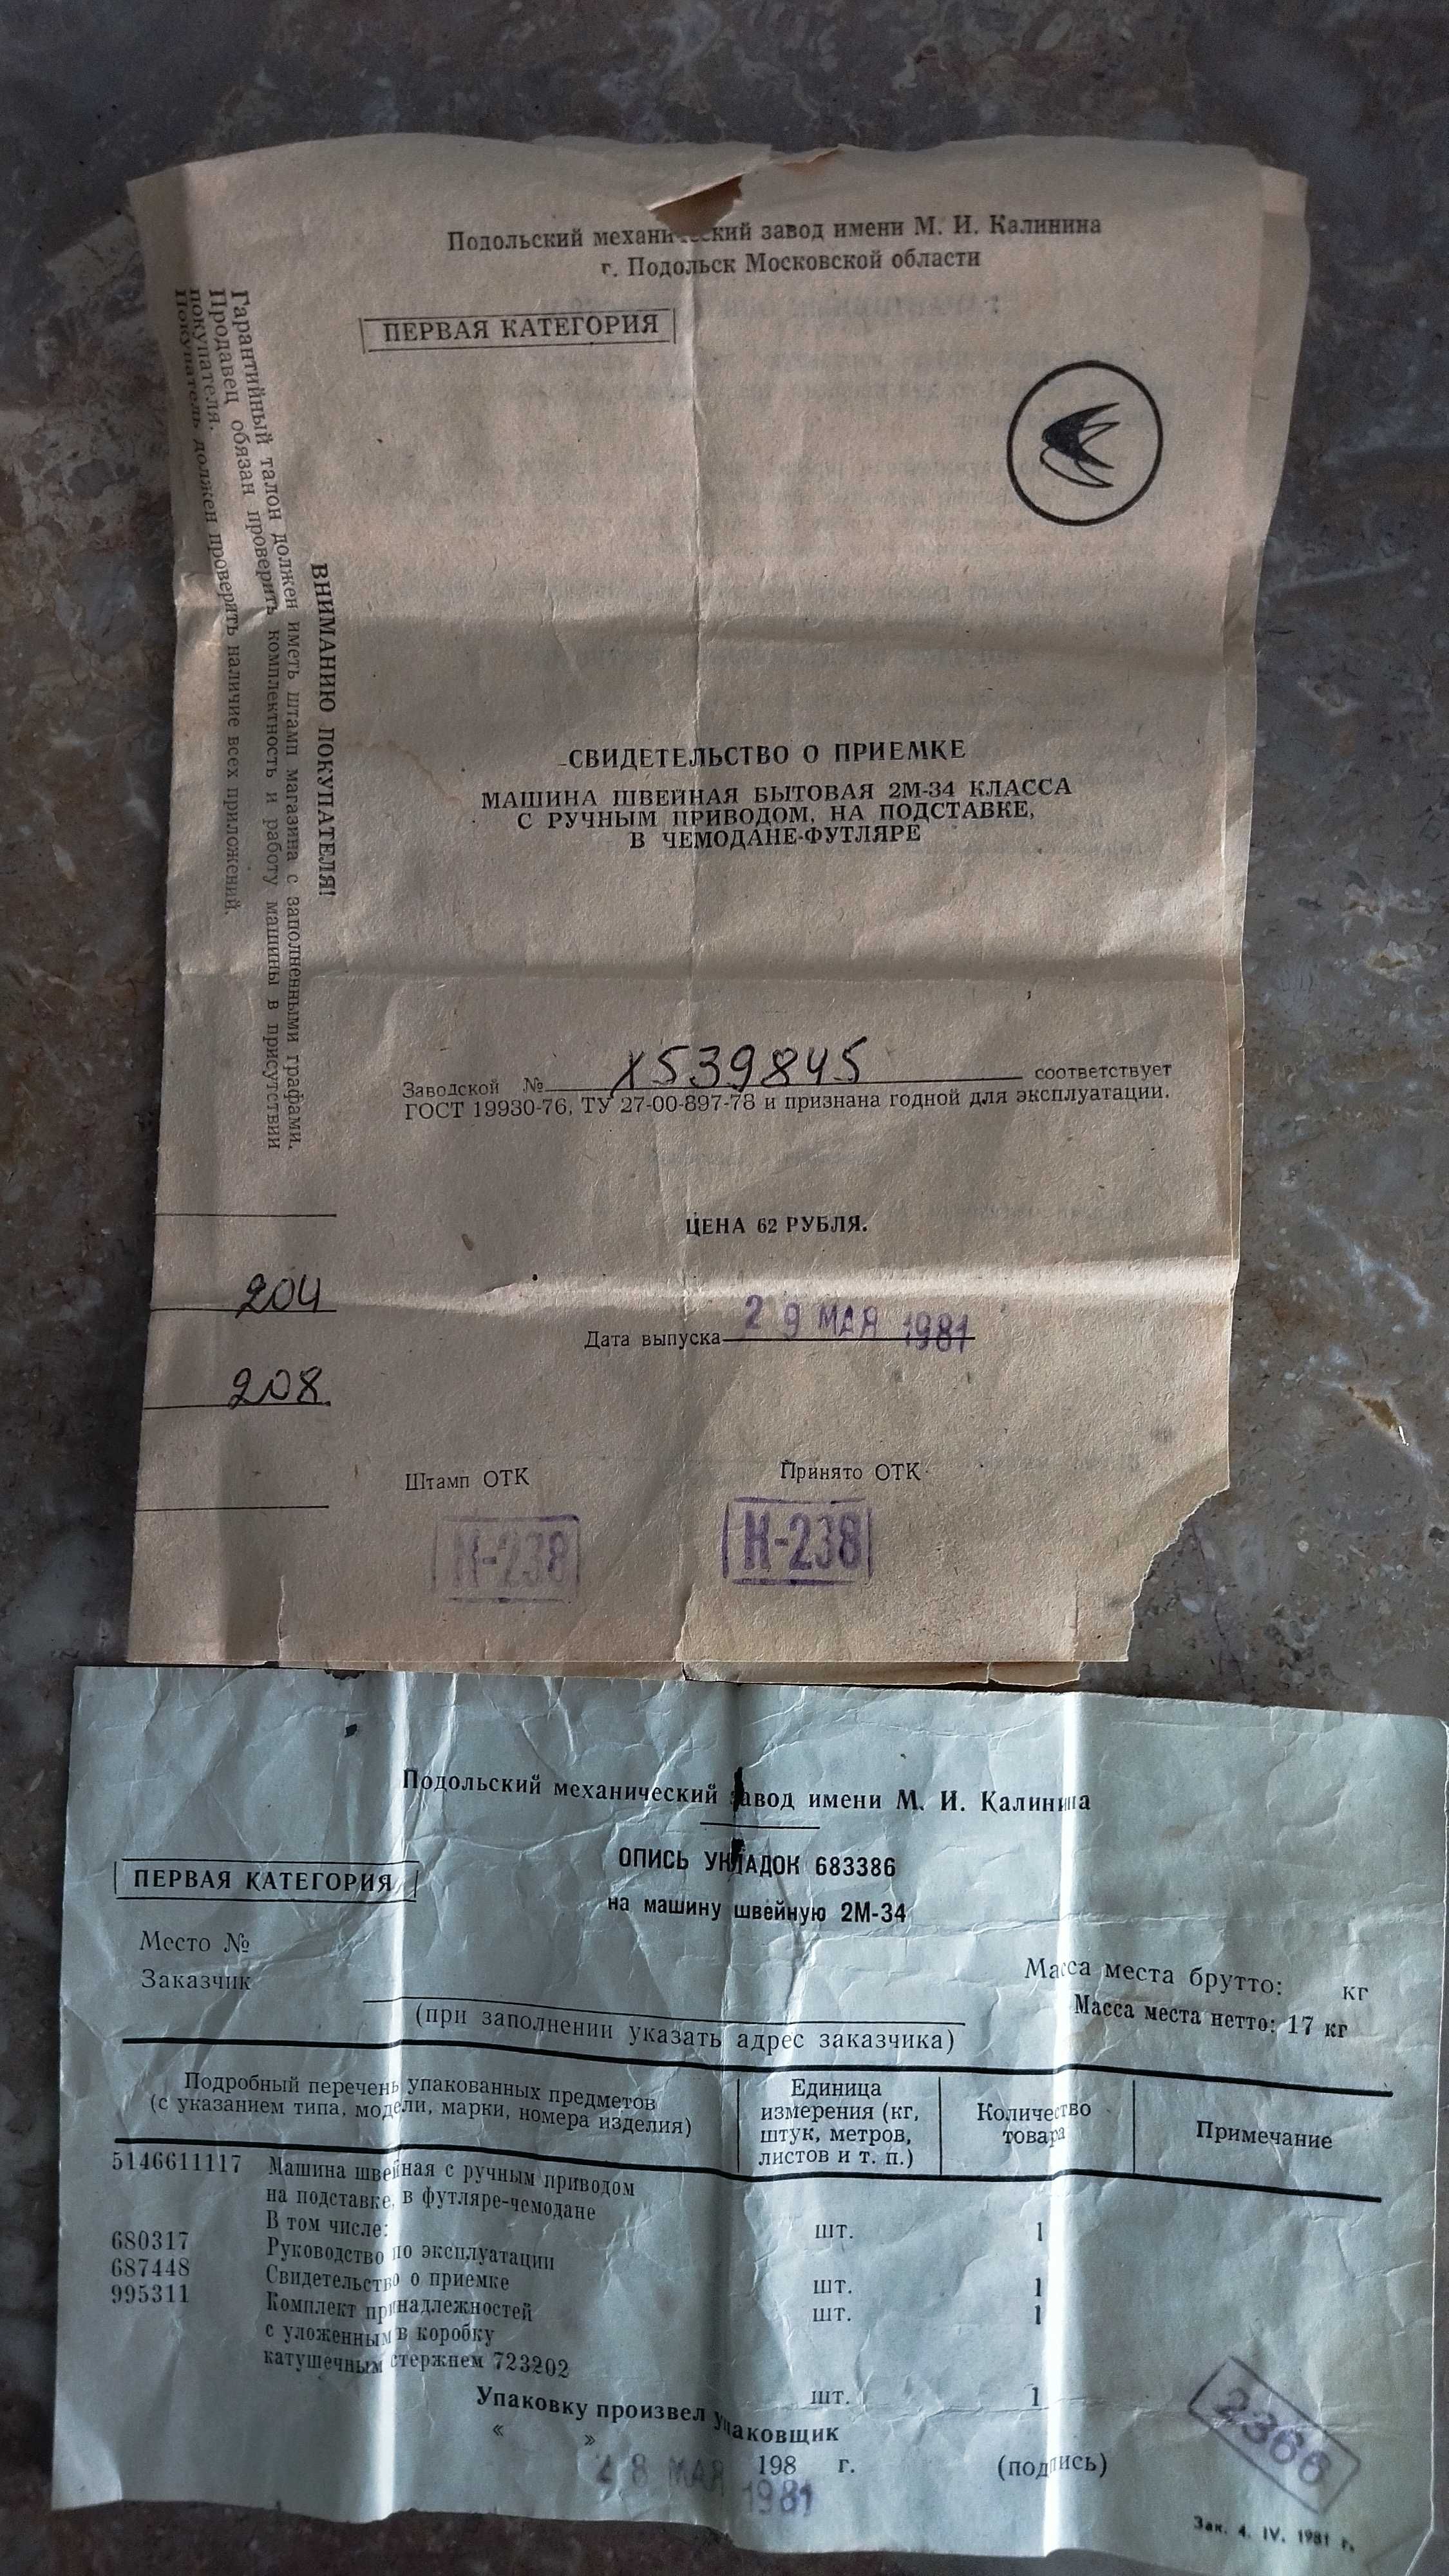 Подольский механический завод имени М. И. Калинина
г. Подольск Московской области
ПЕРВАЯ КАТЕГОРИЯ
ВНИМАНИЮ ПОКУПАТЕЛЯ!
Гарантийный талон должен иметь штамп магазина с заполненными графами.
Продавец обязан проверить комплектность и работу машины в присутствии
покупателя.
Покупатель должен проверять наличие всех приложений.
СВИДЕТЕЛЬСТВО О ПРИЕМКЕ
МАШИНА ШВЕЙНАЯ БЫТОВАЯ 2М-34 КЛАССА
С РУЧНЫМ ПРИВОДОМ, НА ПОДСТАВКЕ,
В ЧЕМОДАНЕ-ФУТЛЯРЕ
Заводской № X539845 соответствует
ГОСТ 19930-76, ТУ 27-00-897-78 и признана годной для эксплуатации.
ЦЕНА 62 РУБЛЯ.
204
Дата выпуска 29 МАЯ 1981
208
Штамп ОТК Принято ОТК
Н-238 Н-238
Подольский механический завод имени М. И. Калинина
ОПИСЬ УКЛАДОК 683386
ПЕРВАЯ КАТЕГОРИЯ
на машину швейную 2М-34
Место №
Заказчик
Масса места брутто: кг
Масса места нетто: 17 кг
(при заполнении указать адрес заказчика)
Подробный перечень упакованных предметов
(с указанием типа, модели, марки, номера изделия)
Единица
измерения (кг,
штук, метров,
листов и т. п.)
Количество
товара
Примечание
5146611117 Машина швейная с ручным приводом
на подставке, в футляре-чемодане
шт. 1
В том числе:
680317 Руководство по эксплуатации
шт. 1
687448 Свидетельство о приемке
шт. 1
995311 Комплект принадлежностей
с уложенным в коробку
катушечным стержнем 723202
шт. 1
Упаковку произвел упаковщик
« » 198 г. (подпись)
28 МАЯ 1981
2366
Зак. 4. IV. 1981 г.